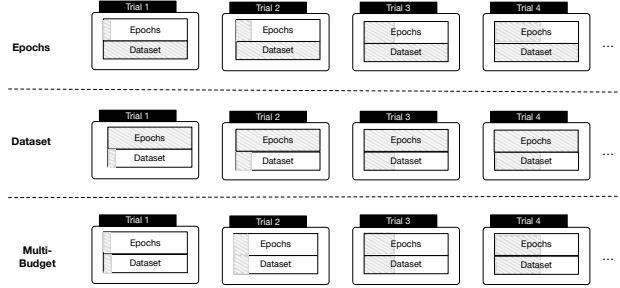 Trial 1 Trial 2 Trial 3 Trial 4
Epochs Epochs Epochs Epochs
Epochs ...
Dataset Dataset Dataset Dataset
Trial 1 Trial 2 Trial 3 Trial 4
Epochs Epochs Epochs Epochs
Dataset ...
Dataset Dataset Dataset Dataset
Trial 1 Trial 2 Trial 3 Trial 4
Epochs Epochs Epochs Epochs
Multi-
Budget ...
Dataset Dataset Dataset Dataset